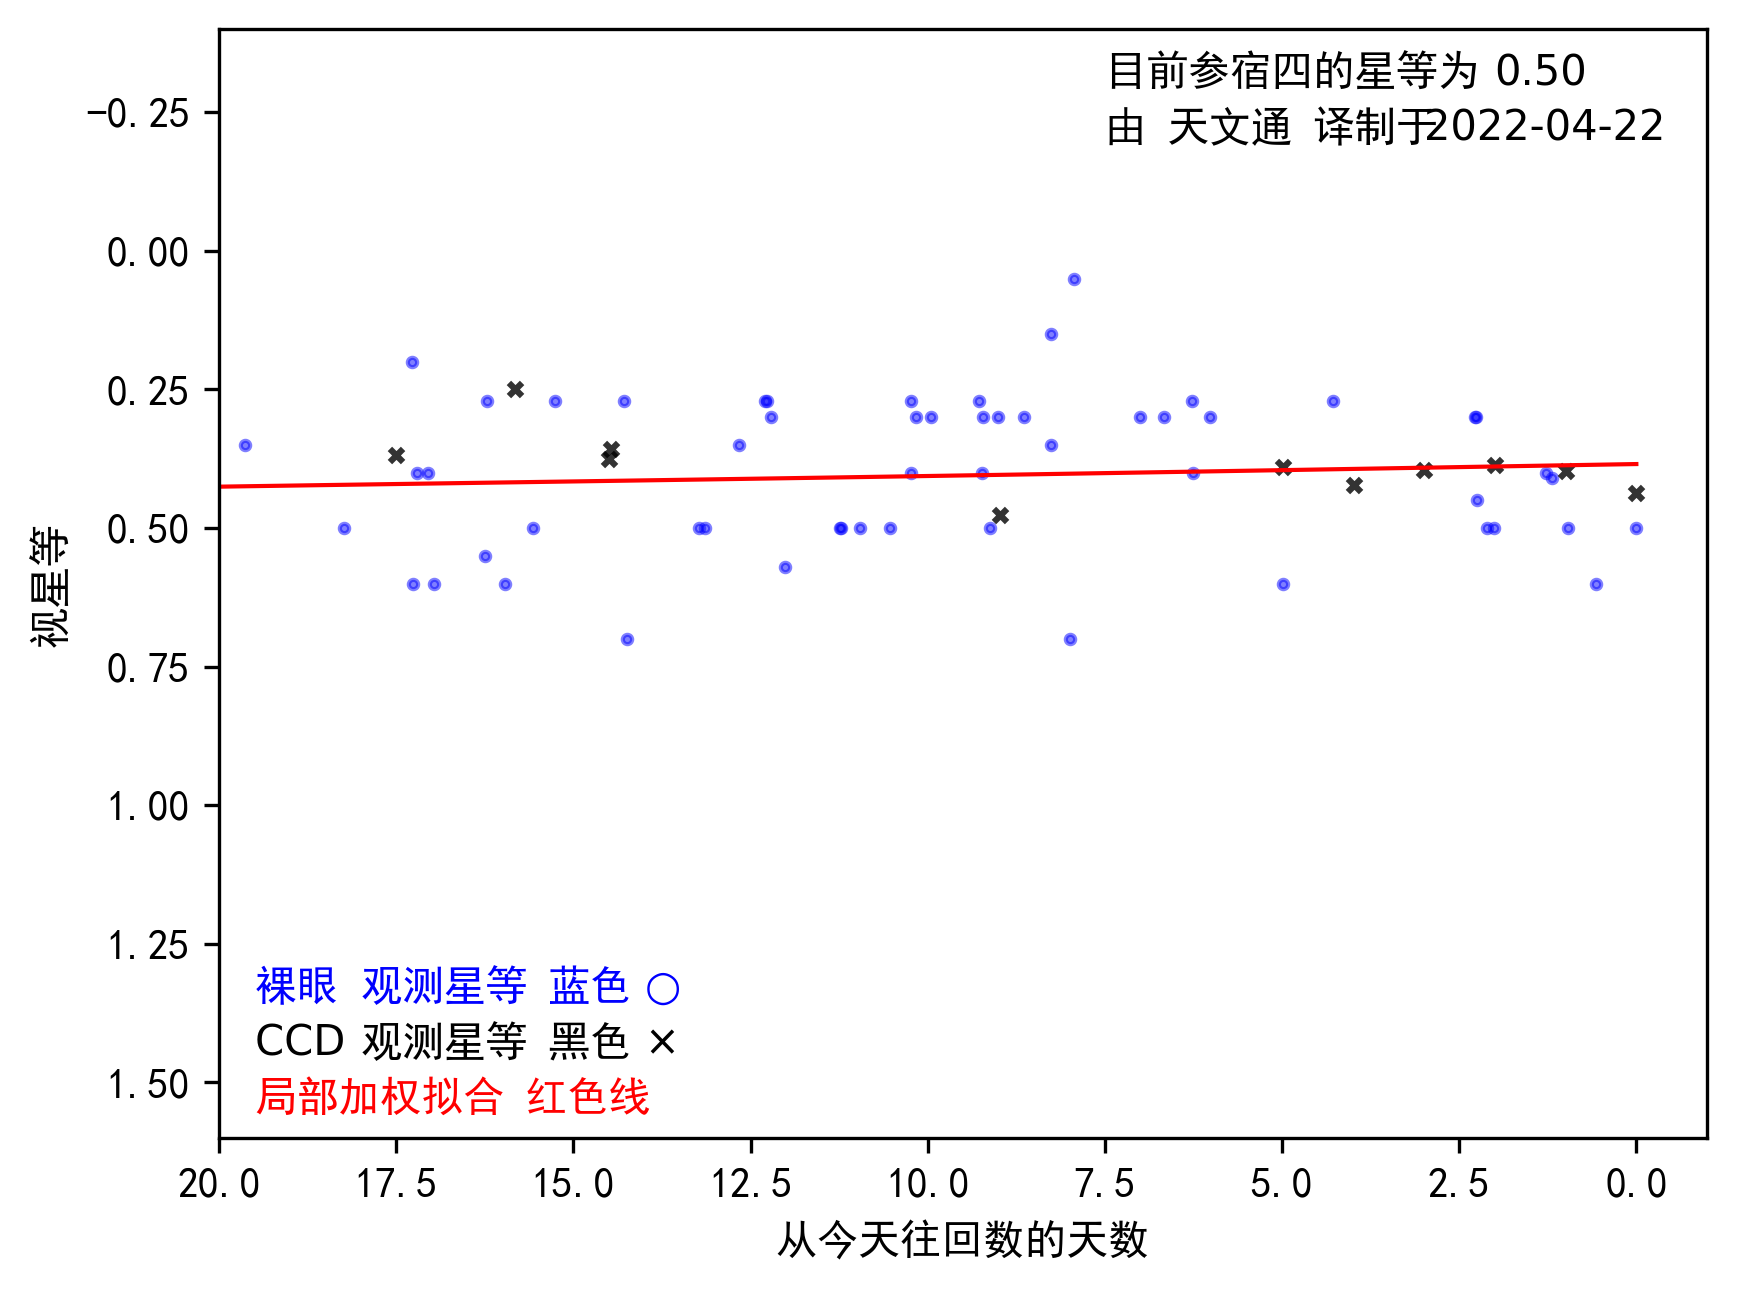 目前参宿四的星等为 0.50
由 天文通 译制于2022-04-22
−0.25
0.00
0.25
0.50
0.75
1.00
1.25
1.50
视星等
裸眼 观测星等 蓝色 ○
CCD 观测星等 黑色 ×
局部加权拟合 红色线
20.0 17.5 15.0 12.5 10.0 7.5 5.0 2.5 0.0
从今天往回数的天数